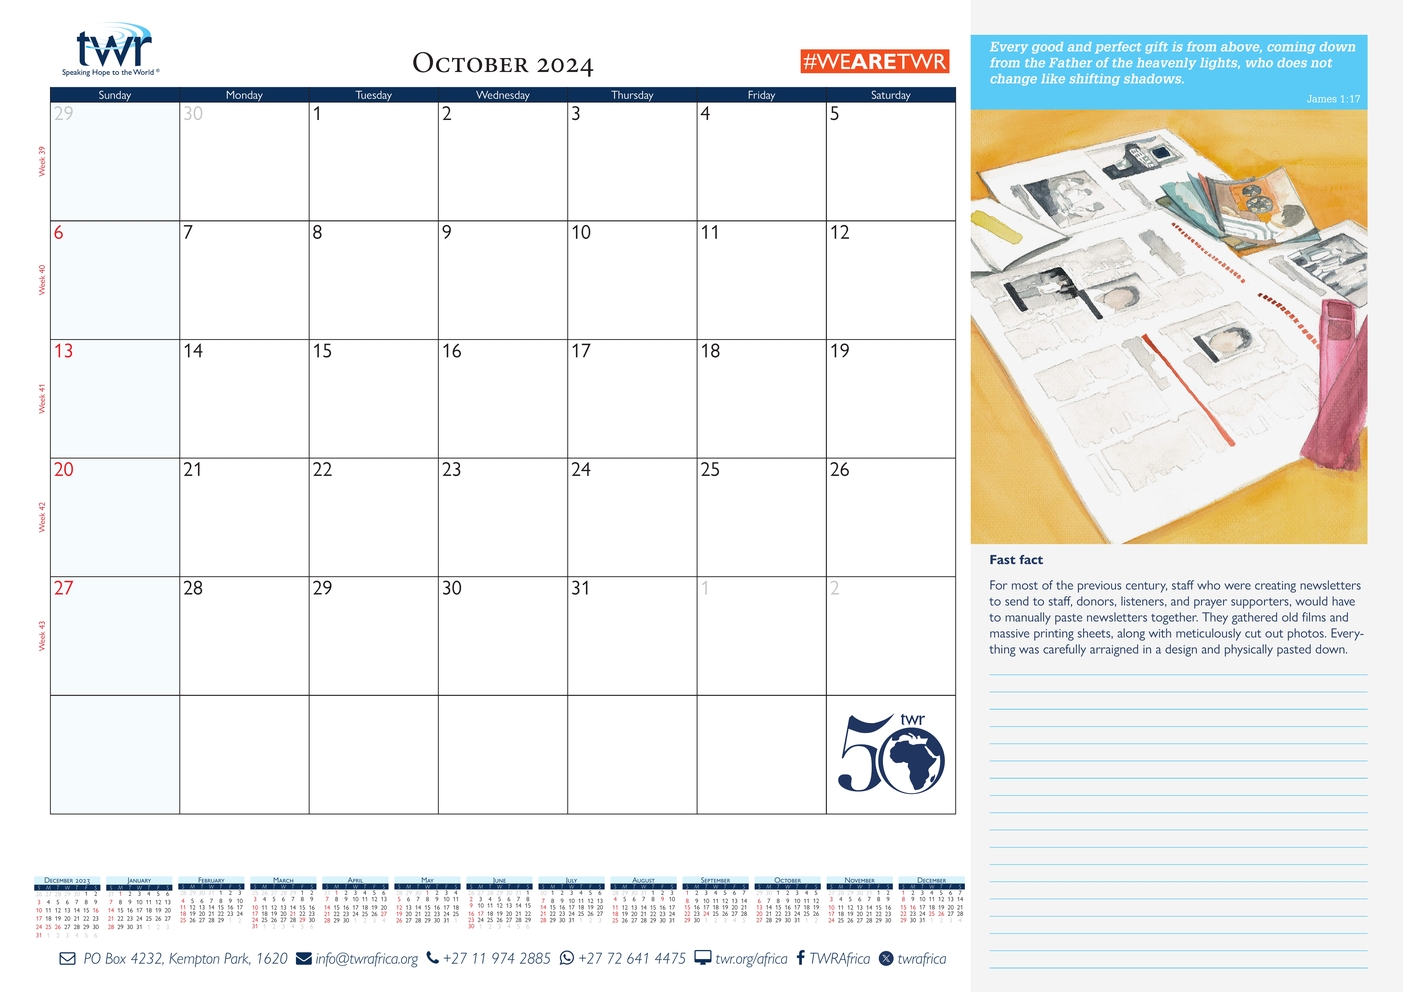 twr
Speaking Hope to the World ®
October 2024
#WEARETWR
Sunday Monday Tuesday Wednesday Thursday Friday Saturday
Week 39
29 30 1 2 3 4 5
Week 40
6 7 8 9 10 11 12
Week 41
13 14 15 16 17 18 19
Week 42
20 21 22 23 24 25 26
Week 43
27 28 29 30 31 1 2
twr
50
December 2023 January February March April May June July August September October November December
PO Box 4232, Kempton Park, 1620 info@twrafrica.org +27 11 974 2885 +27 72 641 4475 twr.org/africa TWRAfrica twrafrica
Every good and perfect gift is from above, coming down
from the Father of the heavenly lights, who does not
change like shifting shadows.
James 1:17
Fast fact
For most of the previous century, staff who were creating newsletters
to send to staff, donors, listeners, and prayer supporters, would have
to manually paste newsletters together. They gathered old films and
massive printing sheets, along with meticulously cut out photos. Every-
thing was carefully arraigned in a design and physically pasted down.